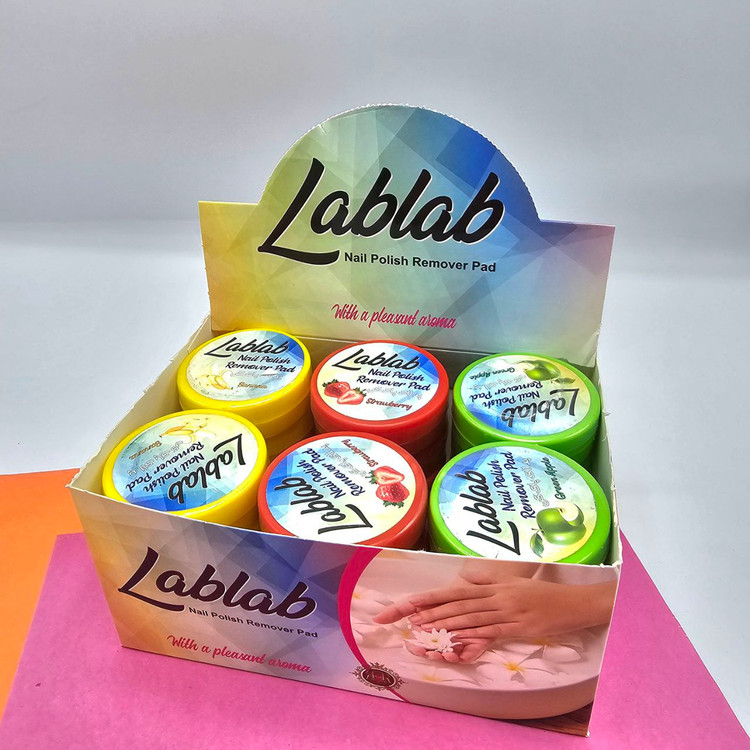 Lablab
Nail Polish Remover Pad
With a pleasant aroma
Lablab
Nail Polish
Remover Pad
Banana
Lablab
Nail Polish
Remover Pad
Strawberry
Lablab
Nail Polish
Remover Pad
Green Apple
Lablab
Nail Polish
Remover Pad
Banana
Lablab
Nail Polish
Remover Pad
Strawberry
Lablab
Nail Polish
Remover Pad
Green Apple
Lablab
Nail Polish Remover Pad
With a pleasant aroma